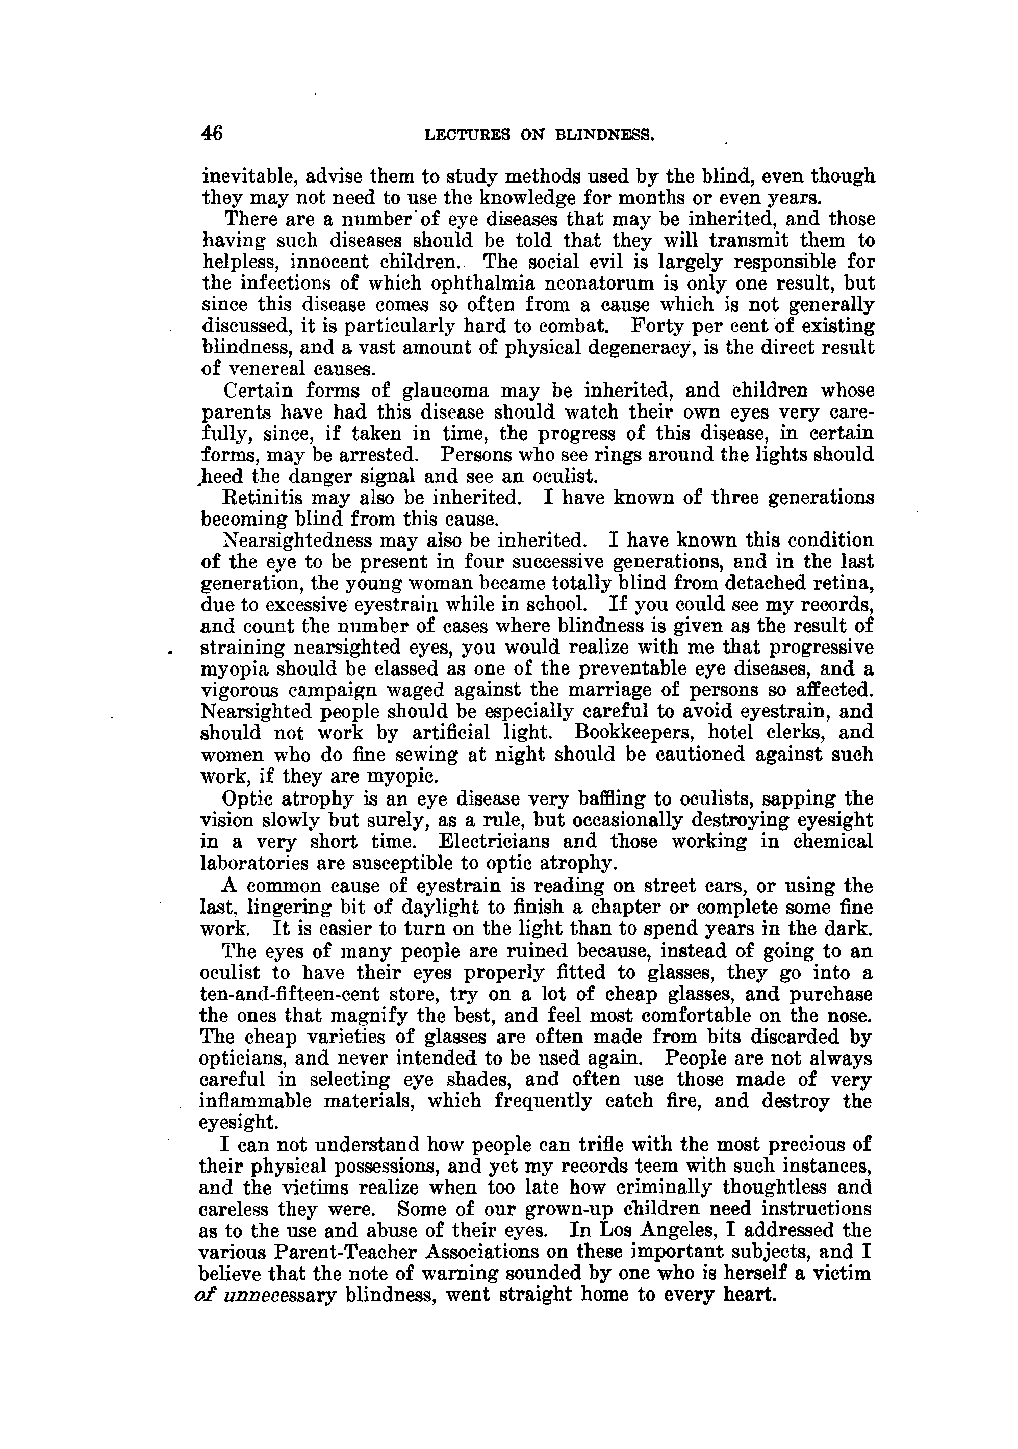 46 LECTURES ON BLINDNESS.
inevitable, advise them to study methods used by the blind, even though
they may not need to use the knowledge for months or even years.
There are a number of eye diseases that may be inherited, and those
having such diseases should be told that they will transmit them to
helpless, innocent children. The social evil is largely responsible for
the infections of which ophthalmia neonatorum is only one result, but
since this disease comes so often from a cause which is not generally
discussed, it is particularly hard to combat. Forty per cent of existing
blindness, and a vast amount of physical degeneracy, is the direct result
of venereal causes.
Certain forms of glaucoma may be inherited, and children whose
parents have had this disease should watch their own eyes very care-
fully, since, if taken in time, the progress of this disease, in certain
forms, may be arrested. Persons who see rings around the lights should
heed the danger signal and see an oculist.
Retinitis may also be inherited. I have known of three generations
becoming blind from this cause.
Nearsightedness may also be inherited. I have known this condition
of the eye to be present in four successive generations, and in the last
generation, the young woman became totally blind from detached retina,
due to excessive eyestrain while in school. If you could see my records,
and count the number of cases where blindness is given as the result of
straining nearsighted eyes, you would realize with me that progressive
myopia should be classed as one of the preventable eye diseases, and a
vigorous campaign waged against the marriage of persons so affected.
Nearsighted people should be especially careful to avoid eyestrain, and
should not work by artificial light. Bookkeepers, hotel clerks, and
women who do fine sewing at night should be cautioned against such
work, if they are myopic.
Optic atrophy is an eye disease very baffling to oculists, sapping the
vision slowly but surely, as a rule, but occasionally destroying eyesight
in a very short time. Electricians and those working in chemical
laboratories are susceptible to optic atrophy.
A common cause of eyestrain is reading on street cars, or using the
last, lingering bit of daylight to finish a chapter or complete some fine
work. It is easier to turn on the light than to spend years in the dark.
The eyes of many people are ruined because, instead of going to an
oculist to have their eyes properly fitted to glasses, they go into a
ten-and-fifteen-cent store, try on a lot of cheap glasses, and purchase
the ones that magnify the best, and feel most comfortable on the nose.
The cheap varieties of glasses are often made from bits discarded by
opticians, and never intended to be used again. People are not always
careful in selecting eye shades, and often use those made of very
inflammable materials, which frequently catch fire, and destroy the
eyesight.
I can not understand how people can trifle with the most precious of
their physical possessions, and yet my records teem with such instances,
and the victims realize when too late how criminally thoughtless and
careless they were. Some of our grown-up children need instructions
as to the use and abuse of their eyes. In Los Angeles, I addressed the
various Parent-Teacher Associations on these important subjects, and I
believe that the note of warning sounded by one who is herself a victim
of unnecessary blindness, went straight home to every heart.